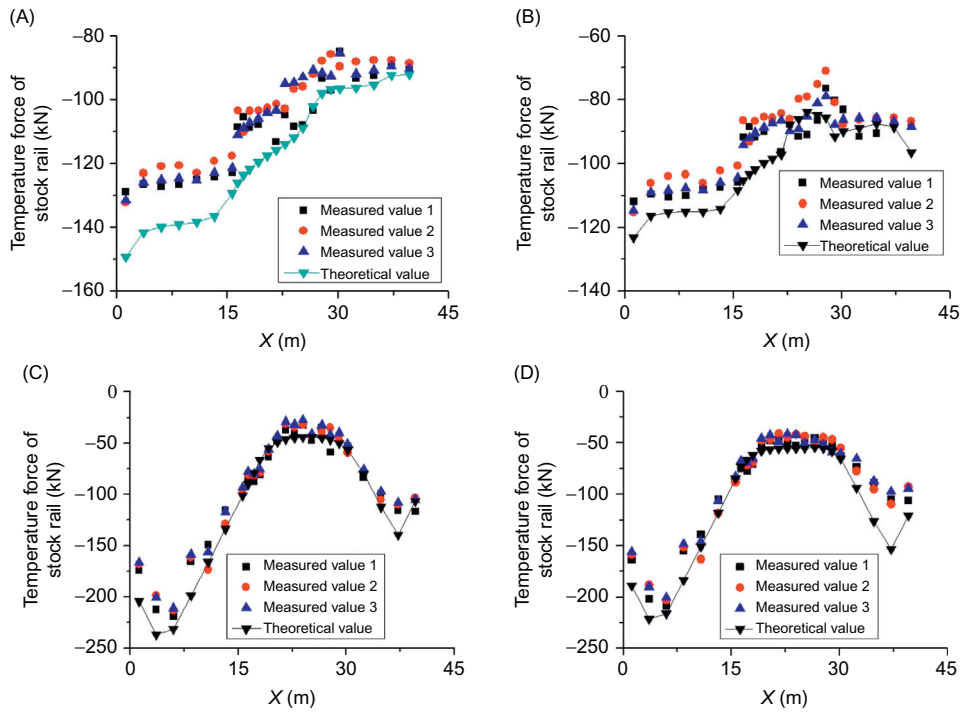 (A)
Temperature force of
stock rail (kN)
–80
–100
–120
–140
–160
0
15
30
45
X (m)
Measured value 1
Measured value 2
Measured value 3
Theoretical value
(B)
Temperature force of
stock rail (kN)
–60
–80
–100
–120
–140
0
15
30
45
X (m)
Measured value 1
Measured value 2
Measured value 3
Theoretical value
(C)
Temperature force of
stock rail (kN)
0
–50
–100
–150
–200
–250
0
15
30
45
X (m)
Measured value 1
Measured value 2
Measured value 3
Theoretical value
(D)
Temperature force of
stock rail (kN)
0
–50
–100
–150
–200
–250
0
15
30
45
X (m)
Measured value 1
Measured value 2
Measured value 3
Theoretical value